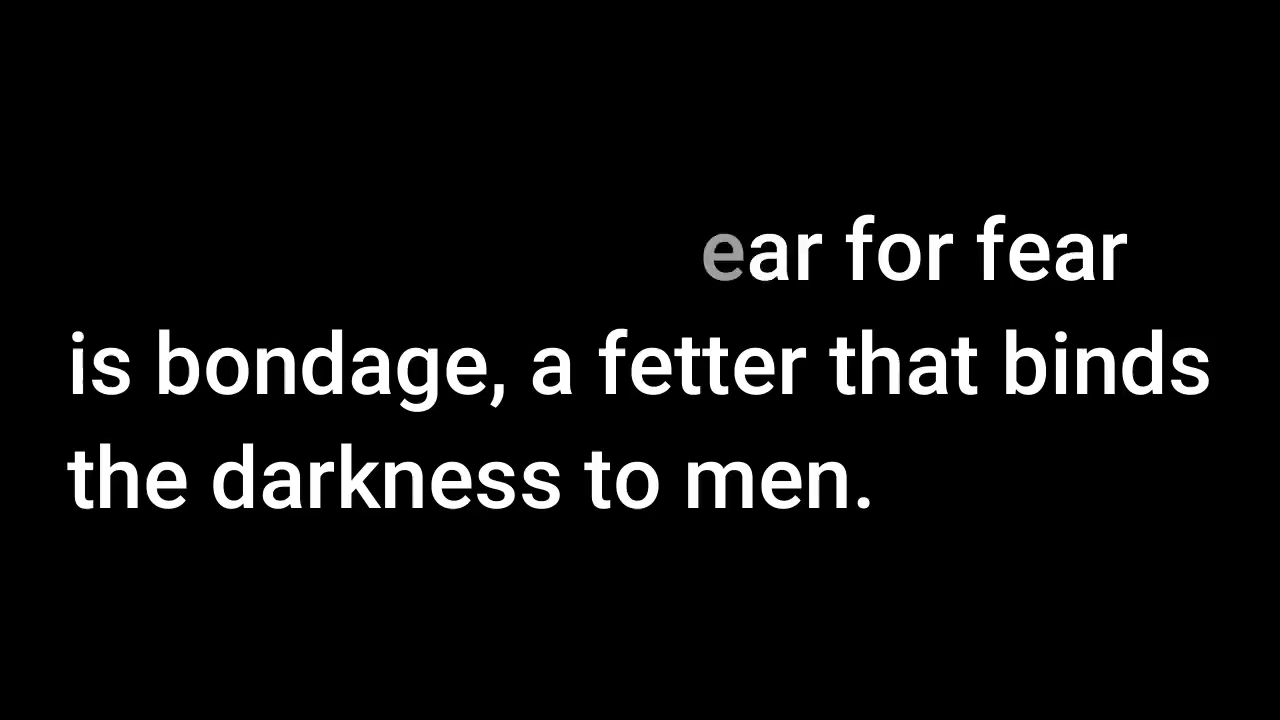 ear for fear
is bondage, a fetter that binds
the darkness to men.